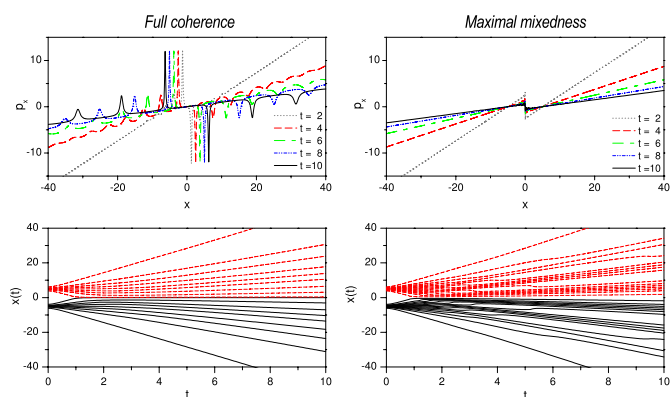 Full coherence
Maximal mixedness
10
0
-10
p_x
t = 2
t = 4
t = 6
t = 8
t =10
-40 -20 0 20 40
x
10
0
-10
p_x
t = 2
t = 4
t = 6
t = 8
t =10
-40 -20 0 20 40
x
40
20
0
-20
-40
x(t)
0 2 4 6 8 10
t
40
20
0
-20
-40
x(t)
0 2 4 6 8 10
t